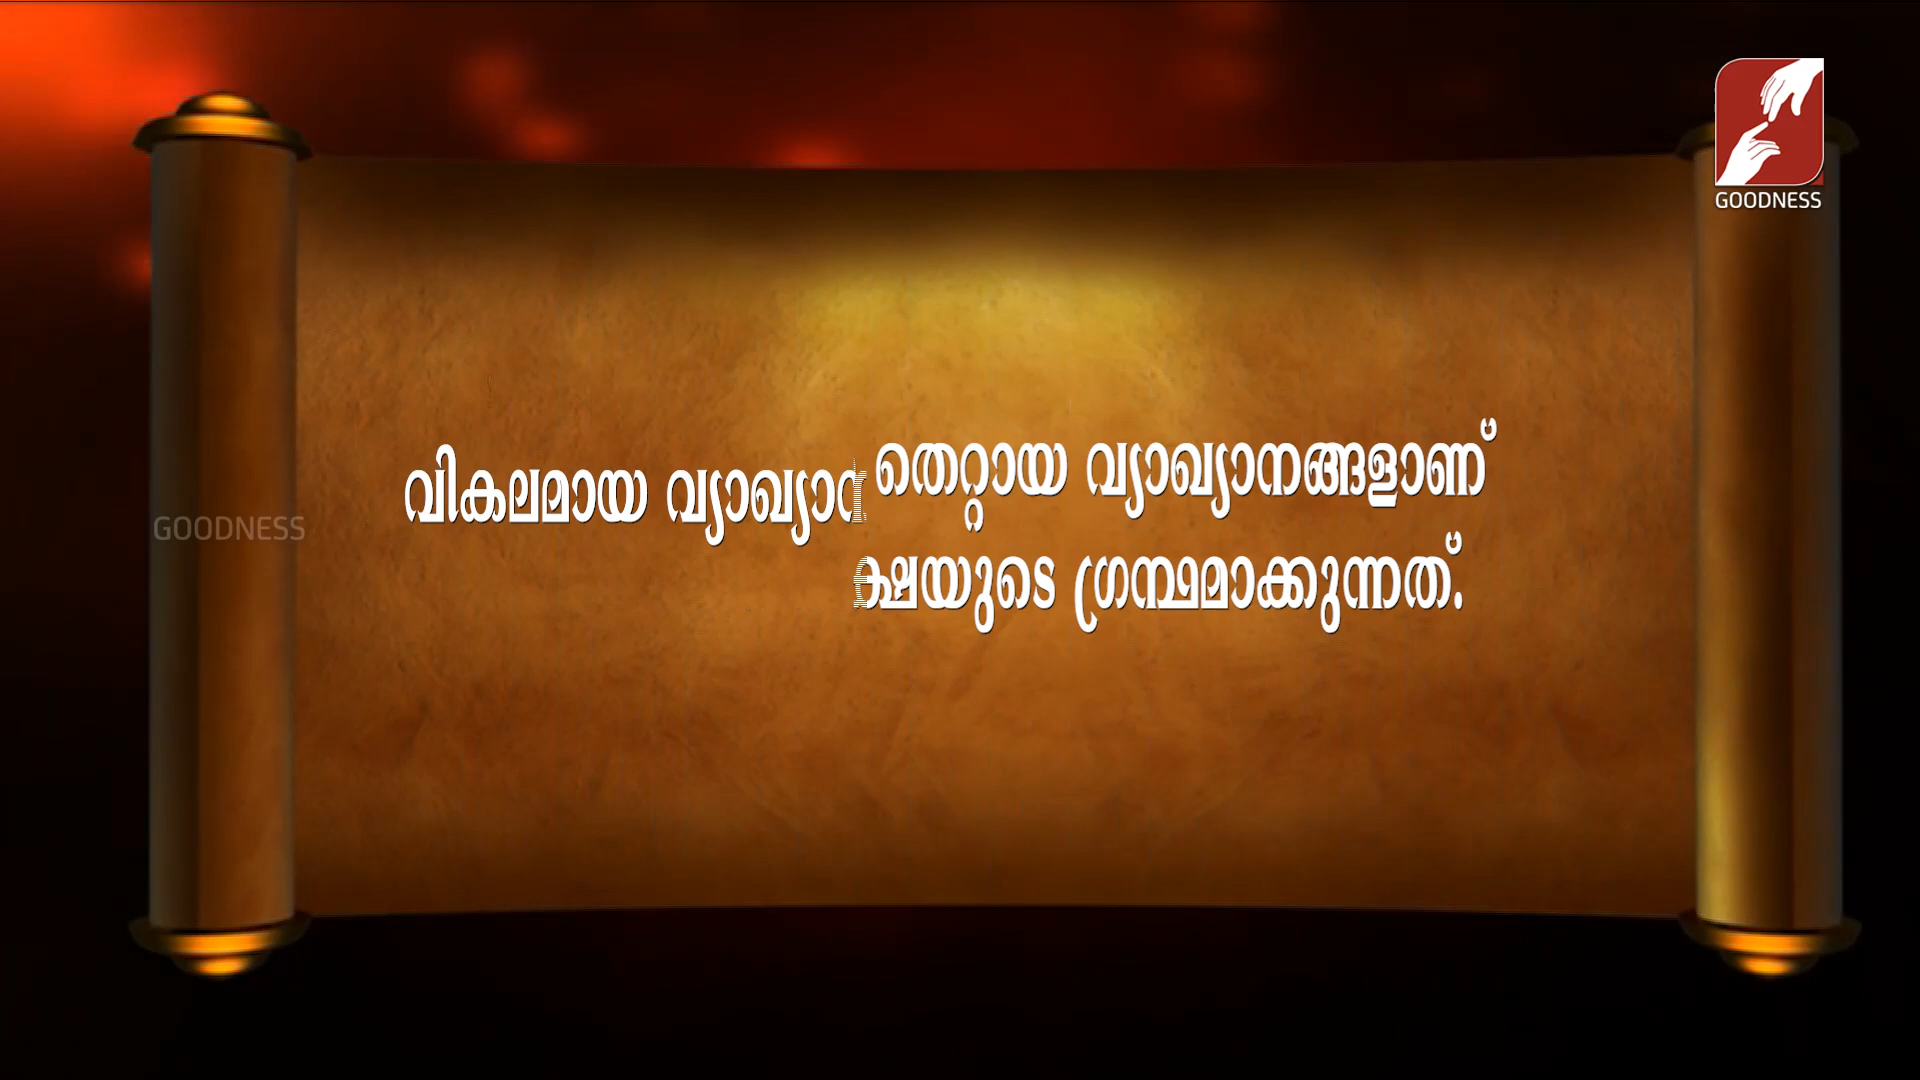 GOODNESS
വികലമായ വ്യാഖ്യാ
തെറ്റായ വ്യാഖ്യാനങ്ങളാണ്
GOODNESS
ക്ഷയുടെ ഗ്രന്ഥമാക്കുന്നത്.